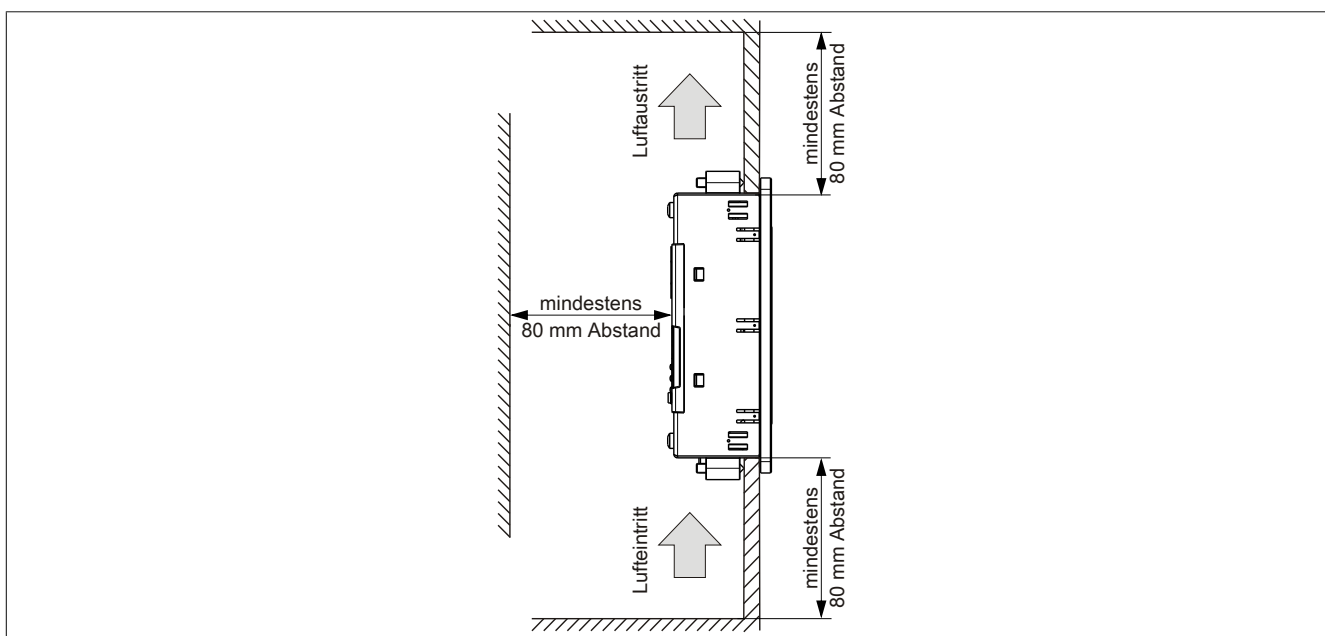 Luftaustritt
mindestens
80 mm Abstand
mindestens
80 mm Abstand
Lufteintritt
mindestens
80 mm Abstand